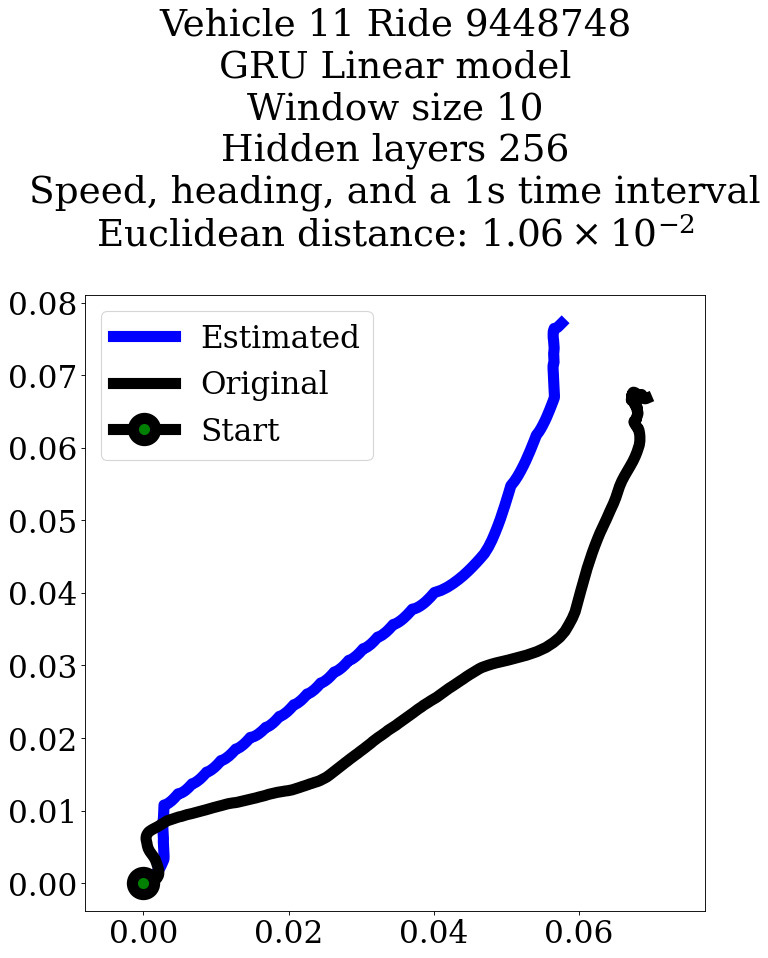 Vehicle 11 Ride 9448748
GRU Linear model
Window size 10
Hidden layers 256
Speed, heading, and a 1s time interval
Euclidean distance: 1.06 × 10⁻²
0.08
0.07
0.06
0.05
0.04
0.03
0.02
0.01
0.00
Estimated
Original
Start
0.00 0.02 0.04 0.06